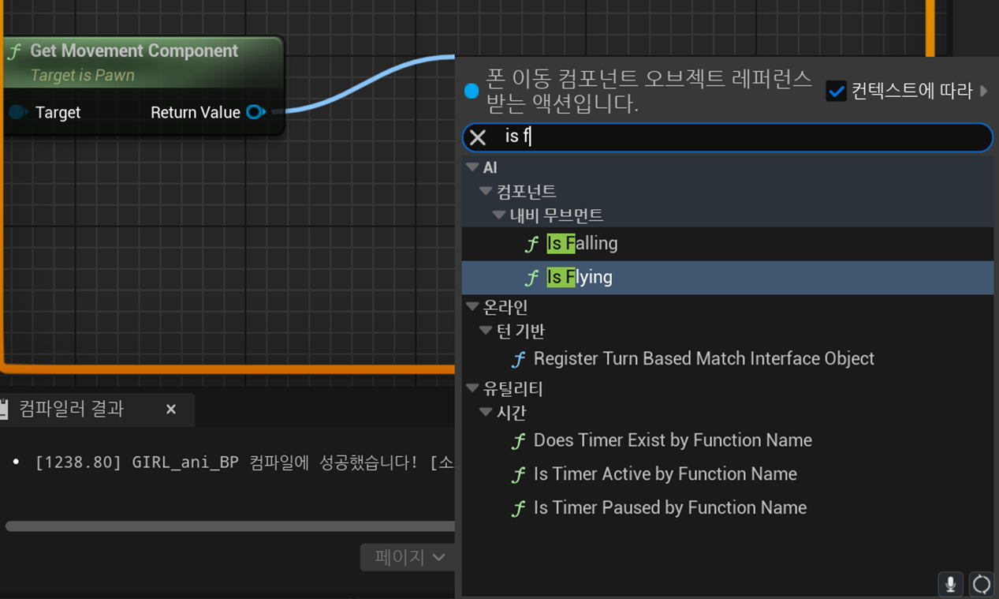 f Get Movement Component
Target is Pawn
Target Return Value
폰 이동 컴포넌트 오브젝트 레퍼런스
받는 액션입니다.
컨텍스트에 따라
is f
AI
컴포넌트
내비 무브먼트
f Is Falling
f Is Flying
온라인
턴 기반
f Register Turn Based Match Interface Object
유틸리티
시간
f Does Timer Exist by Function Name
f Is Timer Active by Function Name
f Is Timer Paused by Function Name
컴파일러 결과
• [1238.80] GIRL_ani_BP 컴파일에 성공했습니다! [소
페이지